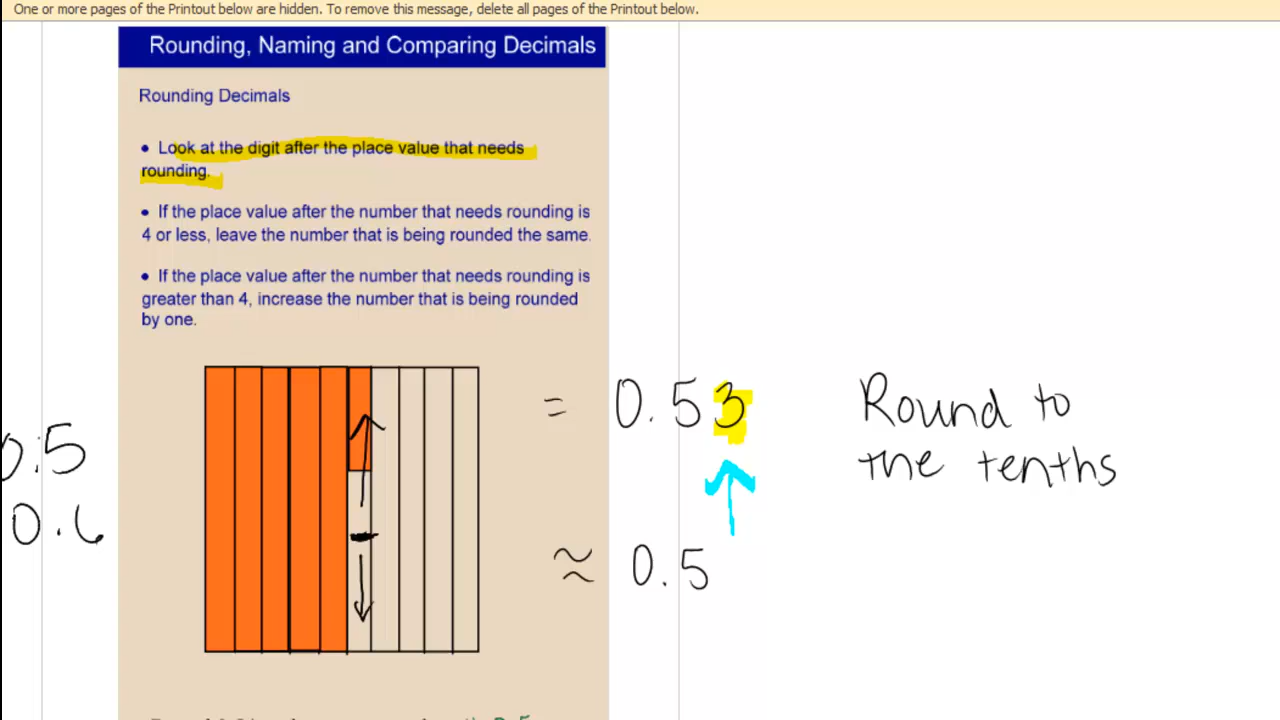 One or more pages of the Printout below are hidden. To remove this message, delete all pages of the Printout below.
Rounding, Naming and Comparing Decimals
Rounding Decimals
• Look at the digit after the place value that needs
rounding.
• If the place value after the number that needs rounding is
4 or less, leave the number that is being rounded the same.
• If the place value after the number that needs rounding is
greater than 4, increase the number that is being rounded
by one.
= 0.53
Round to
the tenths
0.5
0.6
≈ 0.5